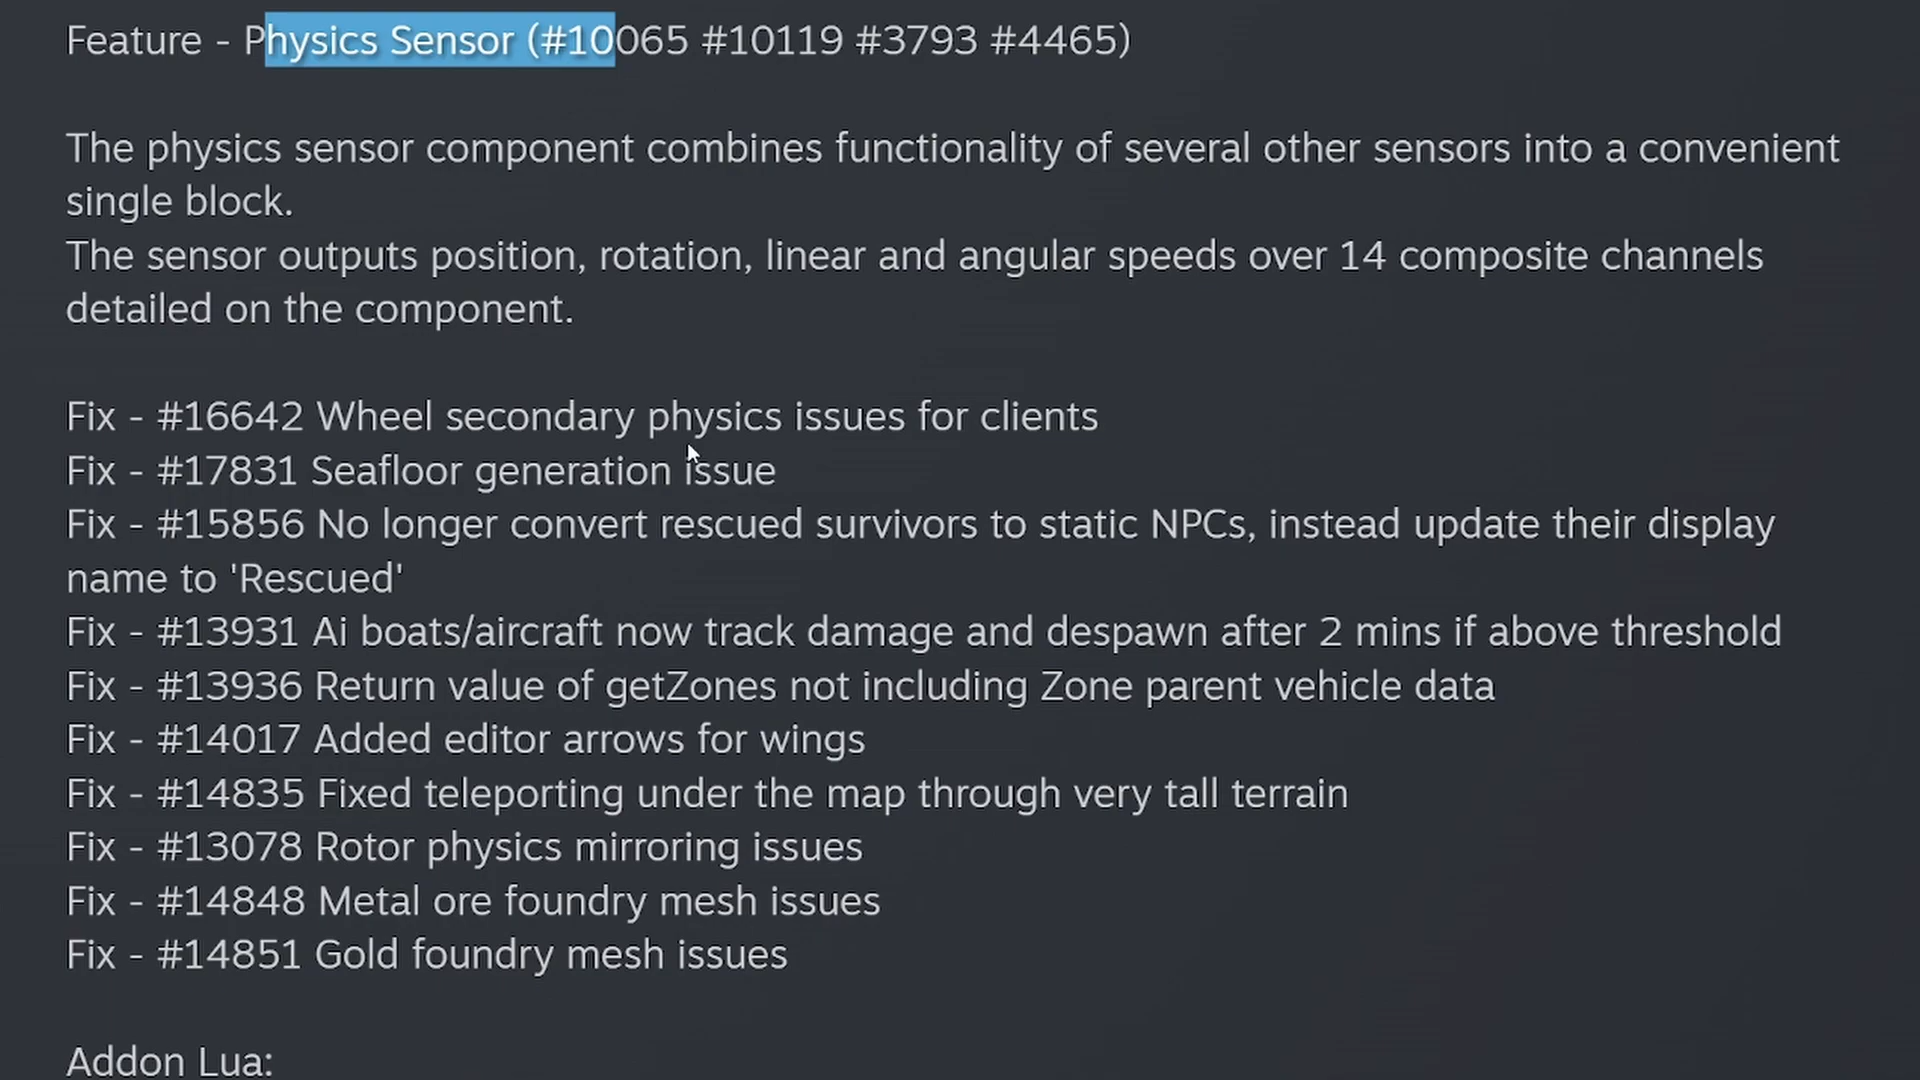 Feature - Physics Sensor (#10065 #10119 #3793 #4465)
The physics sensor component combines functionality of several other sensors into a convenient
single block.
The sensor outputs position, rotation, linear and angular speeds over 14 composite channels
detailed on the component.
Fix - #16642 Wheel secondary physics issues for clients
Fix - #17831 Seafloor generation issue
Fix - #15856 No longer convert rescued survivors to static NPCs, instead update their display
name to 'Rescued'
Fix - #13931 Ai boats/aircraft now track damage and despawn after 2 mins if above threshold
Fix - #13936 Return value of getZones not including Zone parent vehicle data
Fix - #14017 Added editor arrows for wings
Fix - #14835 Fixed teleporting under the map through very tall terrain
Fix - #13078 Rotor physics mirroring issues
Fix - #14848 Metal ore foundry mesh issues
Fix - #14851 Gold foundry mesh issues
Addon Lua: